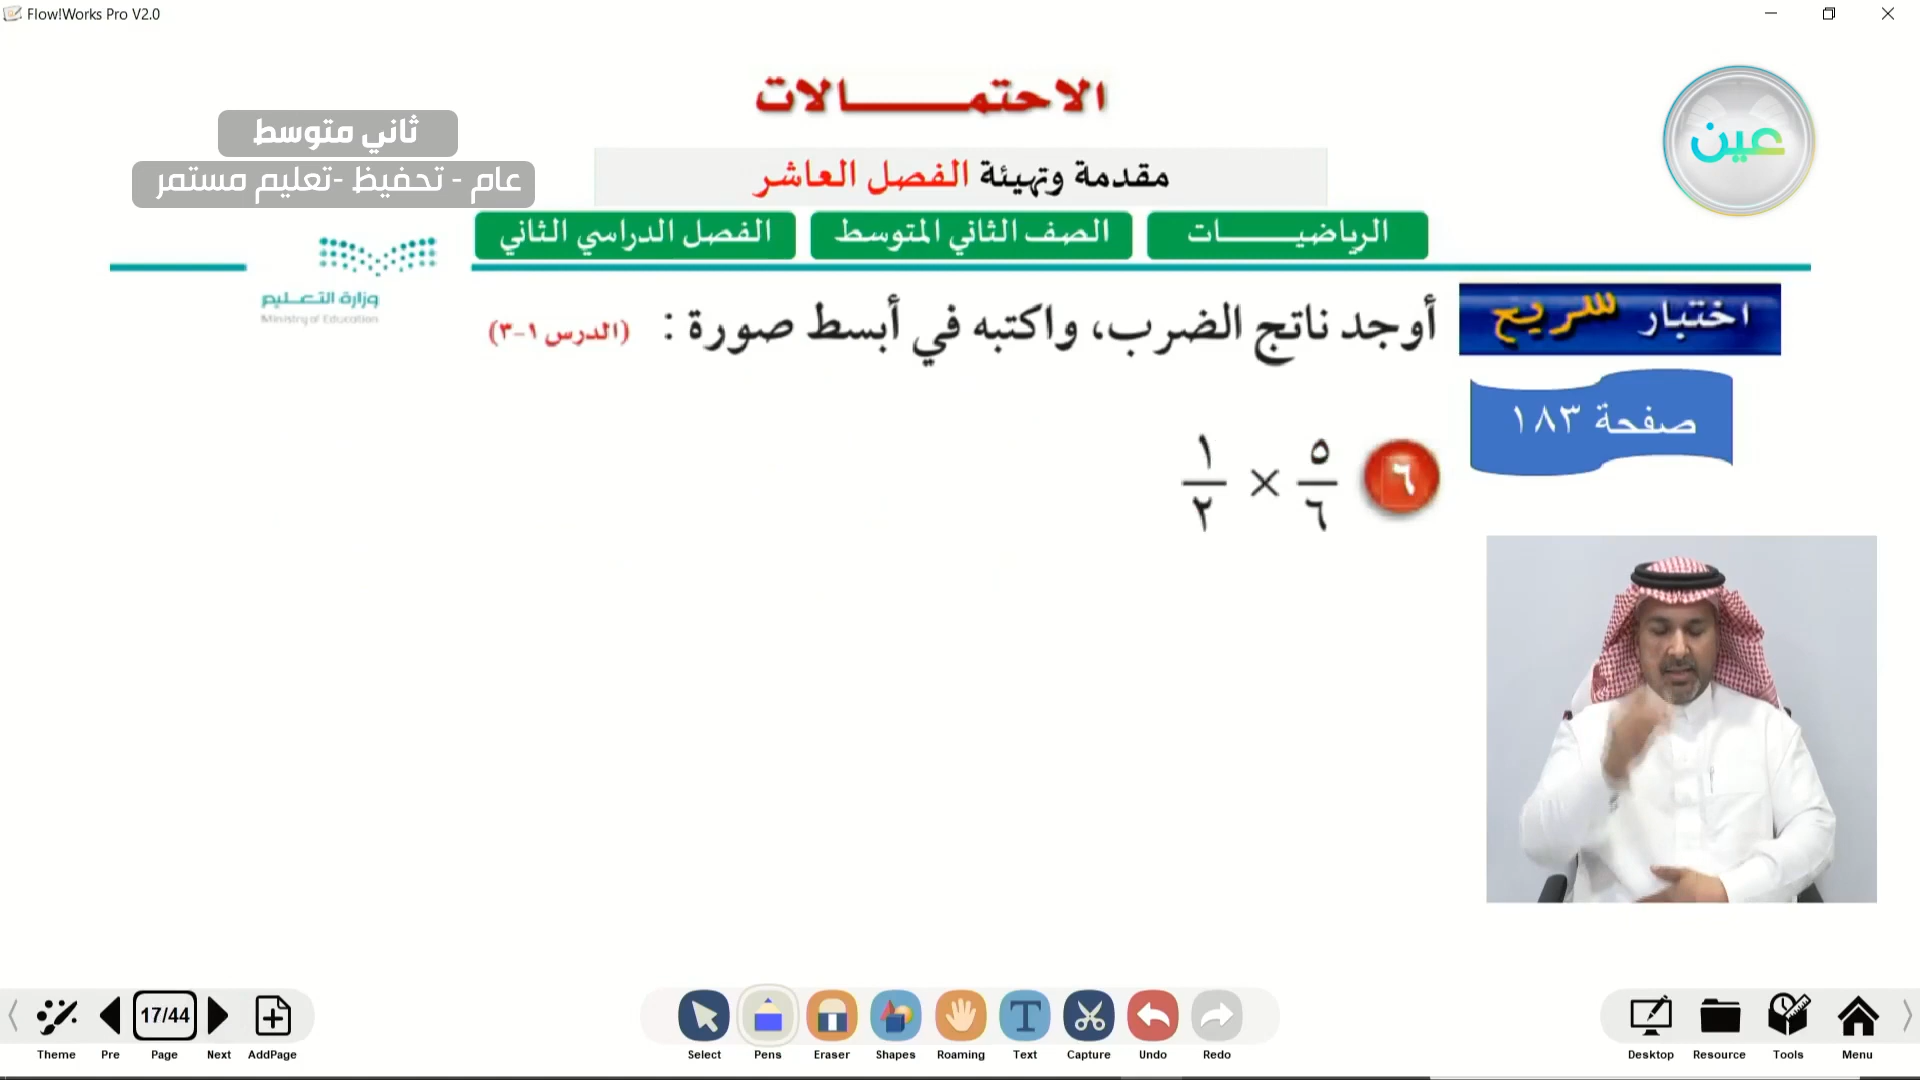 Flow!Works Pro V2.0
الاحتمـــــالات
ثاني متوسط
عام - تحفيظ -تعليم مستمر
عين
مقدمة وتهيئة الفصل العاشر
الرياضيـــــات
الصف الثاني المتوسط
الفصل الدراسي الثاني
وزارة التعـــليم
Ministry of Education
اختبار سريع
أوجد ناتج الضرب، واكتبه في أبسط صورة : (الدرس ١-٣)
صفحة ١٨٣
٦ ٥/٦ × ١/٢
17/44
Theme Pre Page Next AddPage
Select Pens Eraser Shapes Roaming Text Capture Undo Redo
Desktop Resource Tools Menu